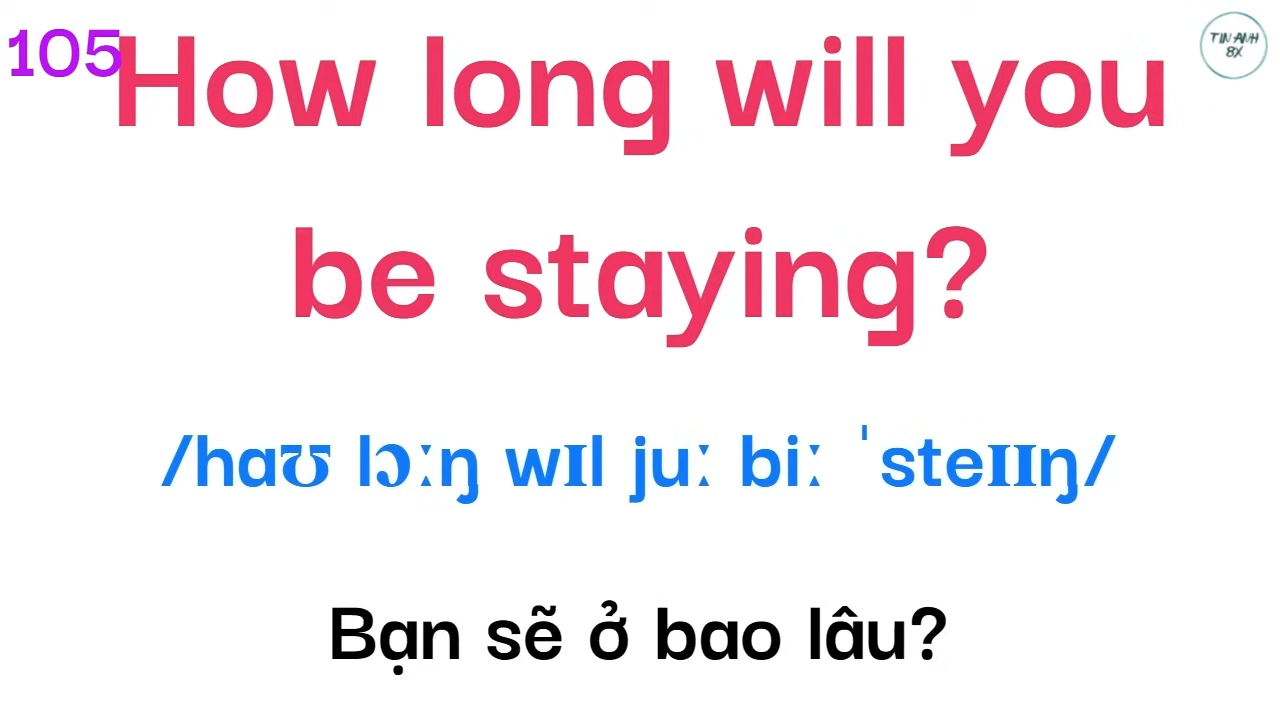 105
How long will you
be staying?
/haʊ lɔːŋ wɪl juː biː ˈsteɪɪŋ/
Bạn sẽ ở bao lâu?
TIN ANH
8X